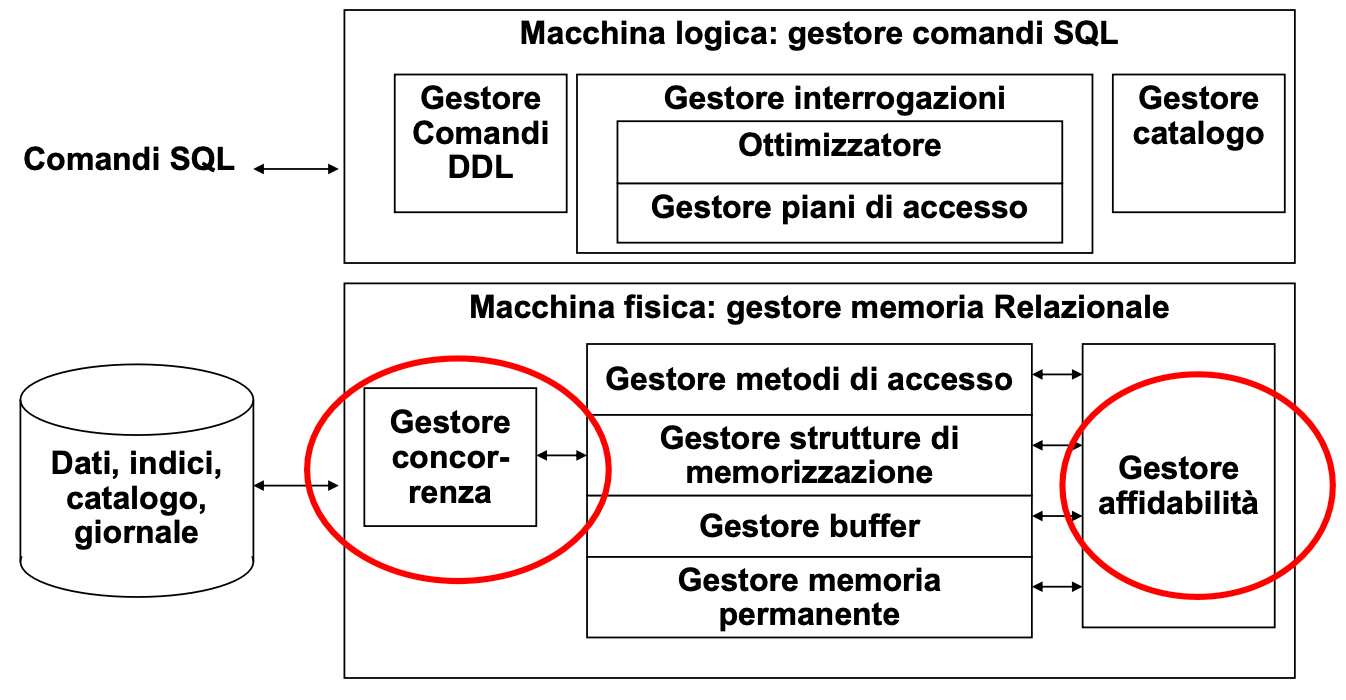 Macchina logica: gestore comandi SQL
Comandi SQL
Gestore
Comandi
DDL
Gestore interrogazioni
Ottimizzatore
Gestore piani di accesso
Gestore
catalogo
Macchina fisica: gestore memoria Relazionale
Dati, indici,
catalogo,
giornale
Gestore
concor-
renza
Gestore metodi di accesso
Gestore strutture di
memorizzazione
Gestore buffer
Gestore memoria
permanente
Gestore
affidabilità